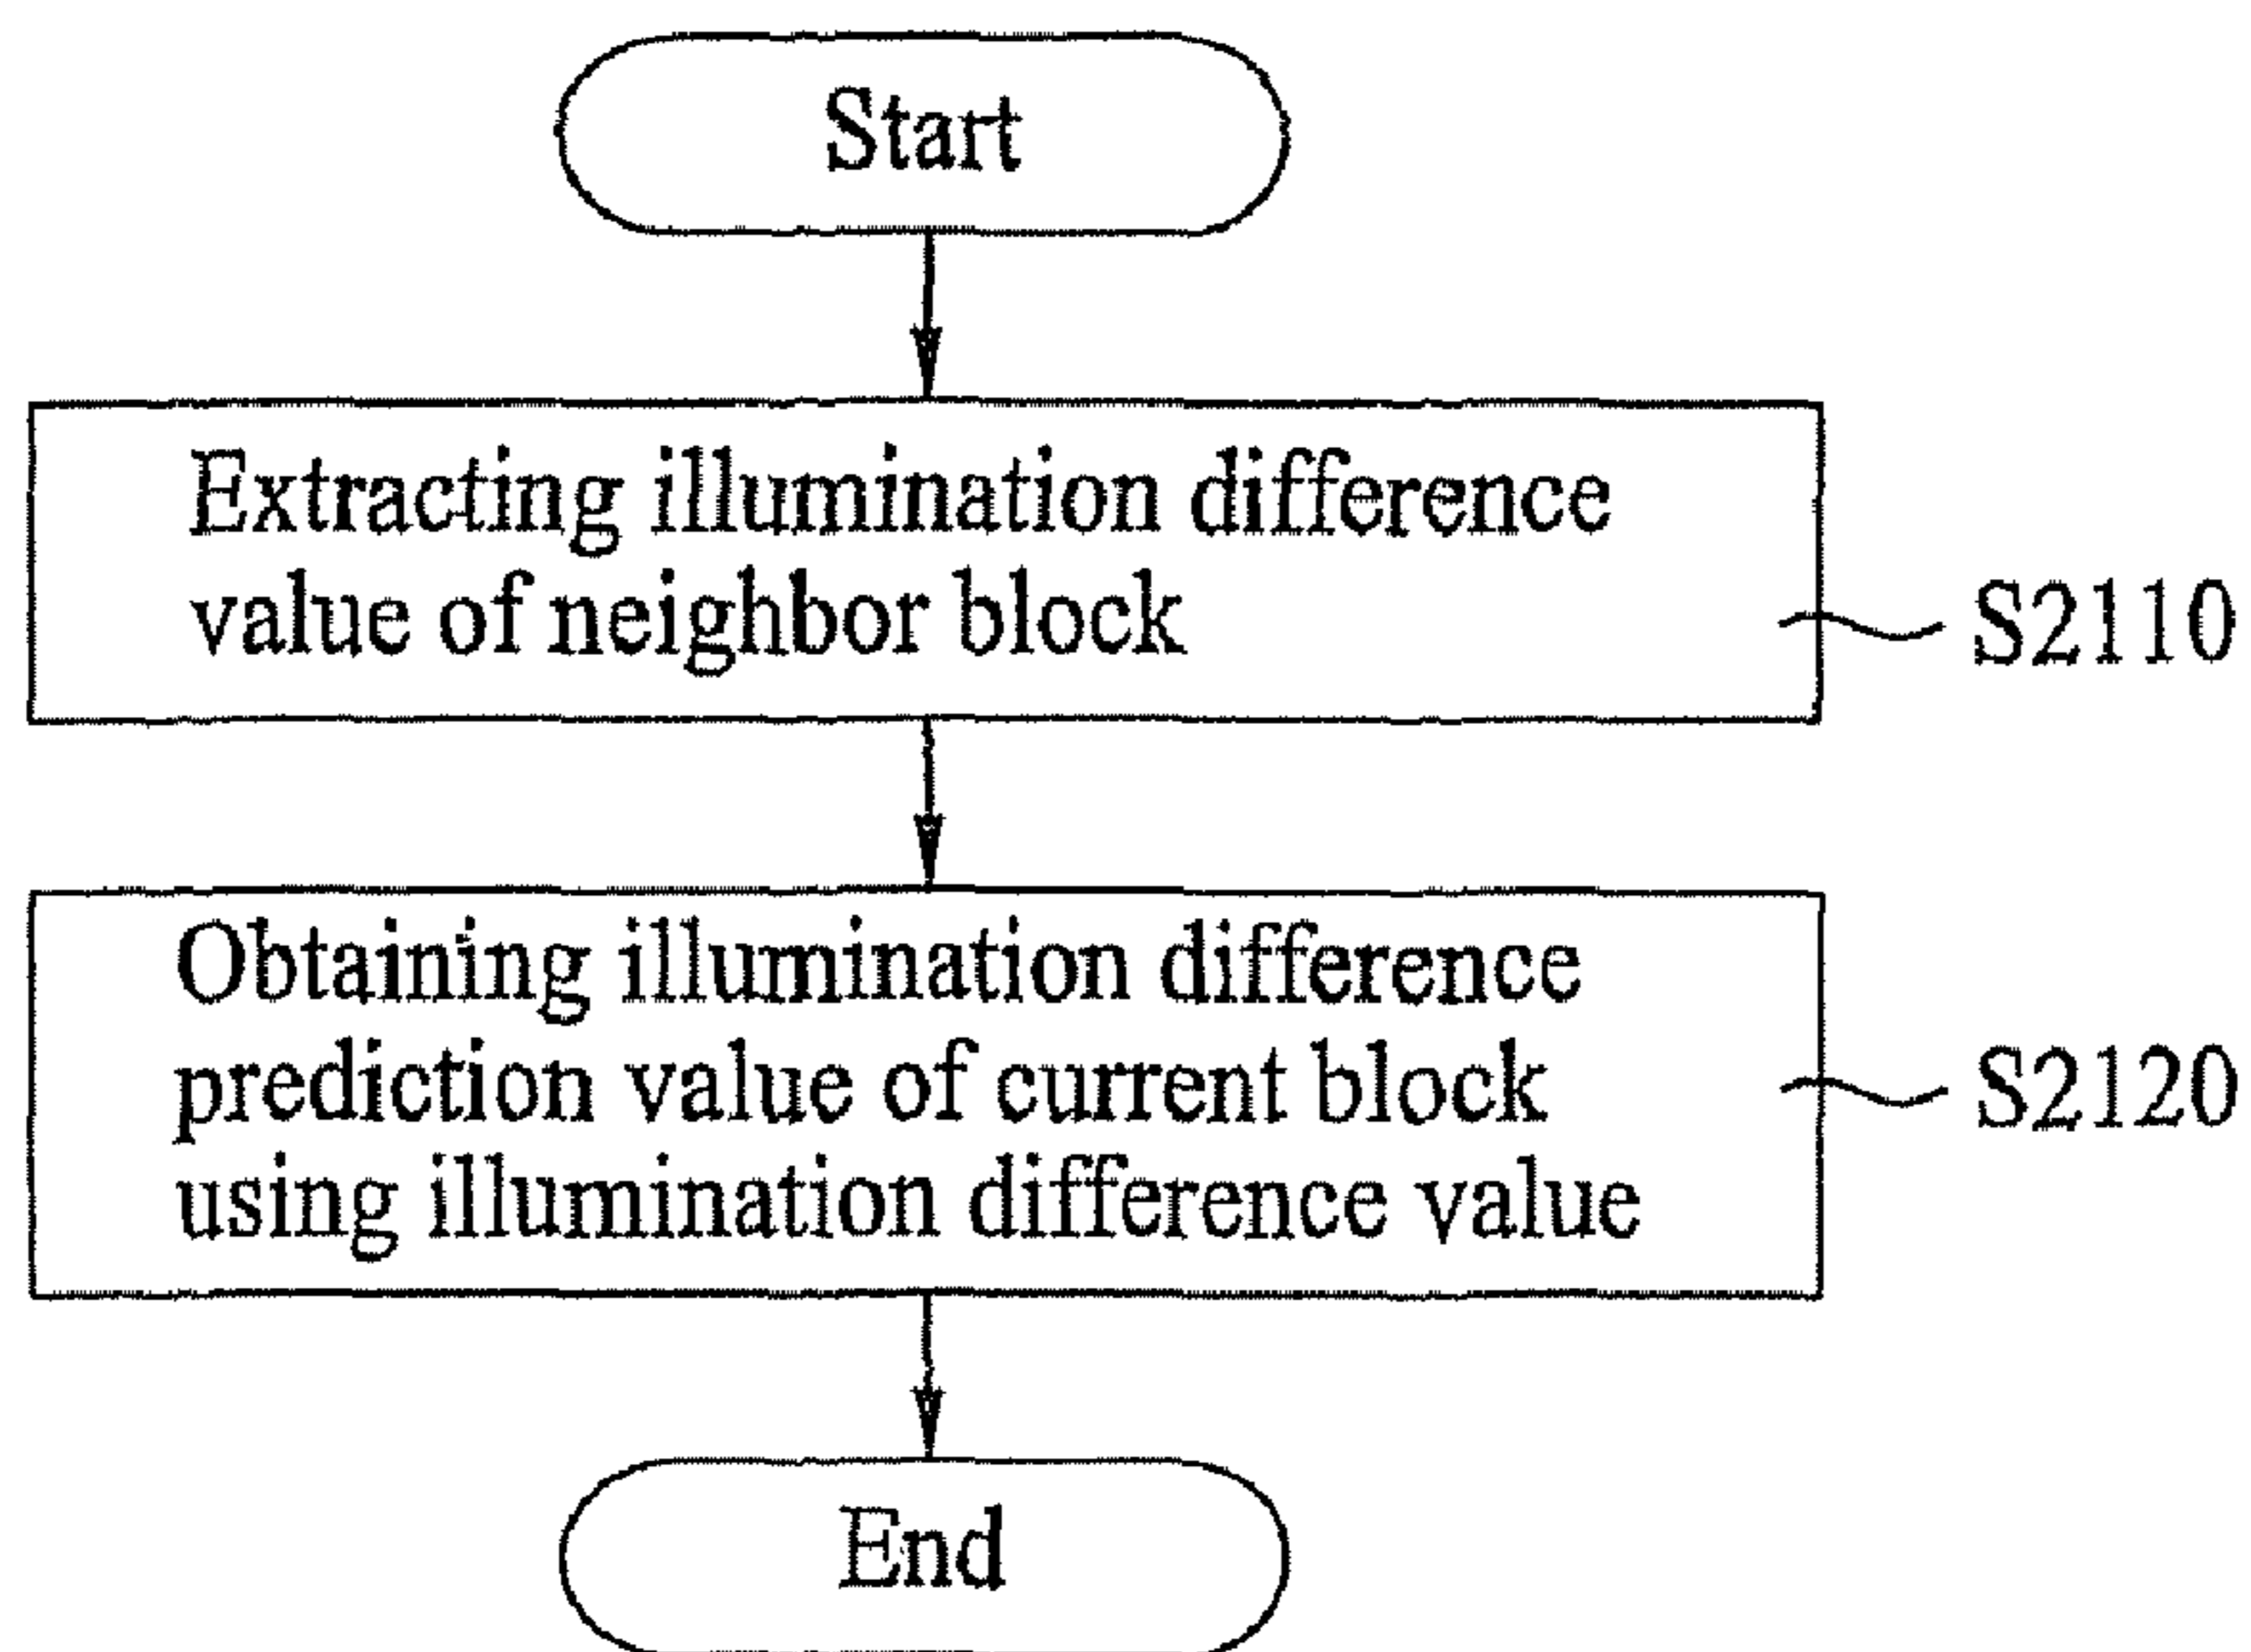 Start
Extracting illumination difference
value of neighbor block
S2110
Obtaining illumination difference
prediction value of current block
using illumination difference value
S2120
End